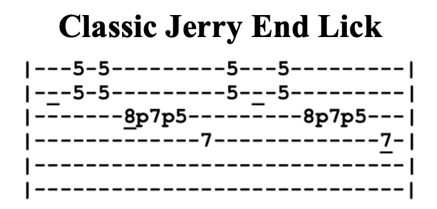 Classic Jerry End Lick
|---5-5----------5---5----------|
|-_-5-5----------5-_-5----------|
|--------8p7p5----------8p7p5---|
|--------------7--------------7-|
|-------------------------------|
|-------------------------------|